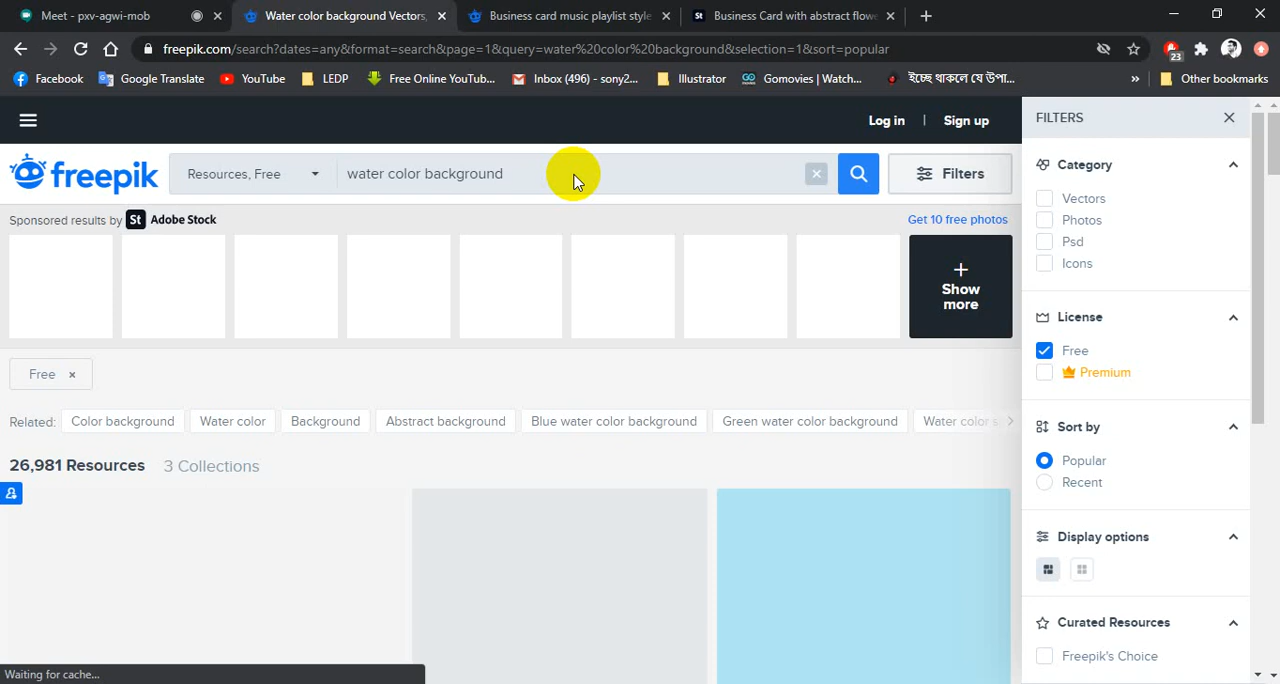 Meet - pxv-agwi-mob
Water color background Vectors,
Business card music playlist style
Business Card with abstract flow
freepik.com/search?dates=any&format=search&page=1&query=water%20color%20background&selection=1&sort=popular
23
Facebook
Google Translate
YouTube
LEDP
Free Online YouTub...
Inbox (496) - sony2...
Illustrator
Gomovies | Watch...
ইচ্ছে থাকলে যে উপা...
»
Other bookmarks
Log in | Sign up
FILTERS
freepik
Resources, Free
water color background
Filters
Category
Vectors
Photos
Psd
Icons
Sponsored results by St Adobe Stock
Get 10 free photos
+
Show
more
License
Free
Premium
Free ×
Related:
Color background
Water color
Background
Abstract background
Blue water color background
Green water color background
Water color s
Sort by
Popular
Recent
26,981 Resources
3 Collections
Display options
Curated Resources
Freepik's Choice
Waiting for cache...